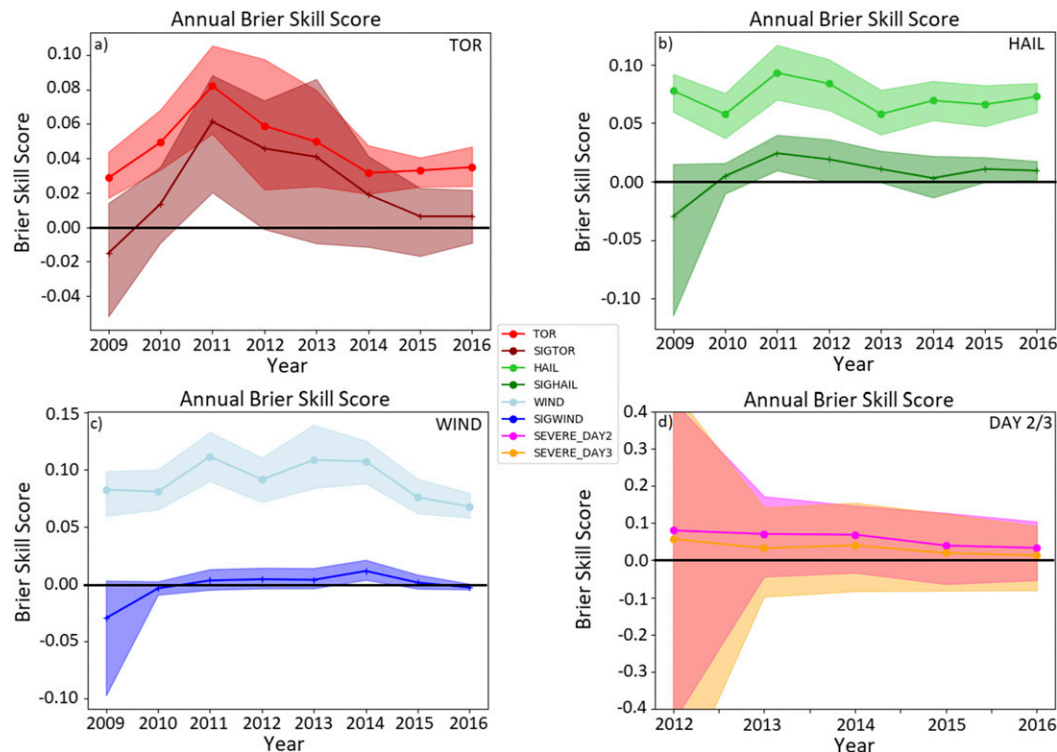 Annual Brier Skill Score
a)
TOR
0.10
0.08
0.06
0.04
0.02
0.00
-0.02
-0.04
Brier Skill Score
2009 2010 2011 2012 2013 2014 2015 2016
Year
Annual Brier Skill Score
b)
HAIL
0.10
0.05
0.00
-0.05
-0.10
Brier Skill Score
2009 2010 2011 2012 2013 2014 2015 2016
Year
TOR
SIGTOR
HAIL
SIGHAIL
WIND
SIGWIND
SEVERE_DAY2
SEVERE_DAY3
Annual Brier Skill Score
c)
WIND
0.15
0.10
0.05
0.00
-0.05
-0.10
Brier Skill Score
2009 2010 2011 2012 2013 2014 2015 2016
Year
Annual Brier Skill Score
d)
DAY 2/3
0.4
0.3
0.2
0.1
0.0
-0.1
-0.2
-0.3
-0.4
Brier Skill Score
2012 2013 2014 2015 2016
Year